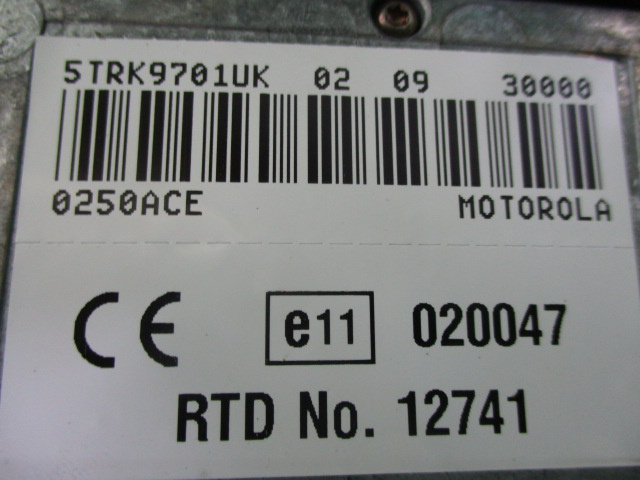 5TRK9701UK 02 09 30000
0250ACE MOTOROLA
CE e11 020047
RTD No. 12741